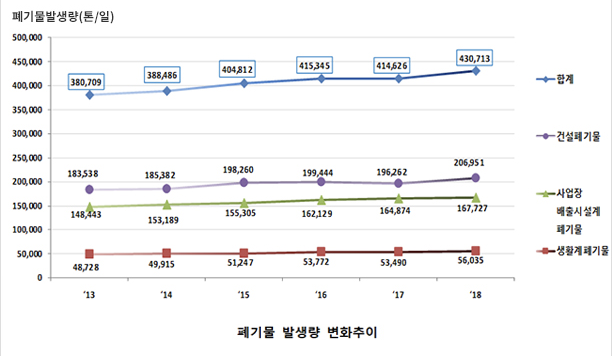 폐기물발생량(톤/일)
500,000
450,000
400,000
350,000
300,000
250,000
200,000
150,000
100,000
50,000
0
380,709 388,486 404,812 415,345 414,626 430,713
183,538 185,382 198,260 199,444 196,262 206,951
148,443 153,189 155,305 162,129 164,874 167,727
48,728 49,915 51,247 53,772 53,490 56,035
'13 '14 '15 '16 '17 '18
합계
건설폐기물
사업장
배출시설계
폐기물
생활계폐기물
폐기물 발생량 변화추이